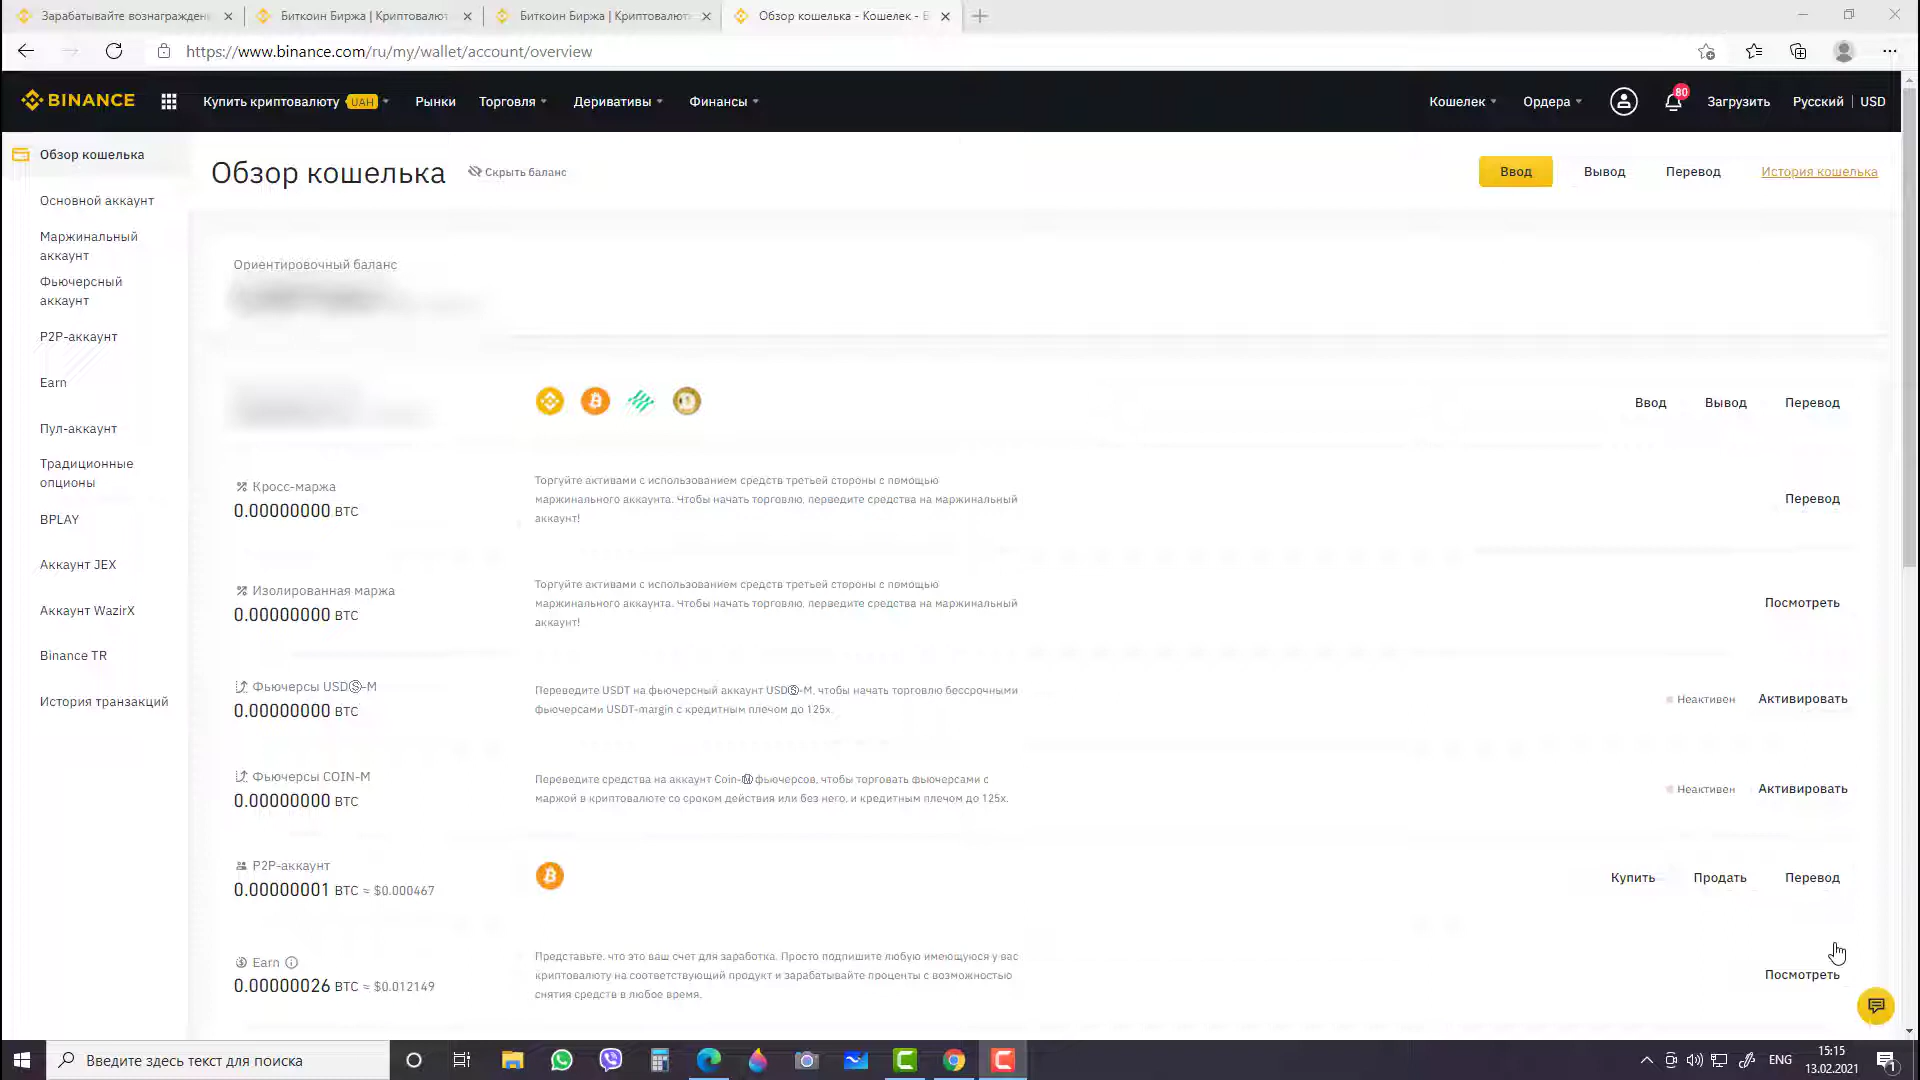 Зарабатывайте вознагражден
Биткоин Биржа | Криптовалют
Биткоин Биржа | Криптовалют
Обзор кошелька - Кошелек - B
https://www.binance.com/ru/my/wallet/account/overview
BINANCE
Купить криптовалюту UAH
Рынки
Торговля
Деривативы
Финансы
Кошелек
Ордера
80
Загрузить
Русский
USD
Обзор кошелька
Основной аккаунт
Маржинальный
аккаунт
Фьючерсный
аккаунт
P2P-аккаунт
Earn
Пул-аккаунт
Традиционные
опционы
BPLAY
Аккаунт JEX
Аккаунт WazirX
Binance TR
История транзакций
Обзор кошелька
Скрыть баланс
Ввод
Вывод
Перевод
История кошелька
Ориентировочный баланс
Ввод
Вывод
Перевод
Кросс-маржа
0.00000000 BTC
Торгуйте активами с использованием средств третьей стороны с помощью
маржинального аккаунта. Чтобы начать торговлю, переведите средства на маржинальный
аккаунт!
Перевод
Изолированная маржа
0.00000000 BTC
Торгуйте активами с использованием средств третьей стороны с помощью
маржинального аккаунта. Чтобы начать торговлю, переведите средства на маржинальный
аккаунт!
Посмотреть
Фьючерсы USDⓈ-M
0.00000000 BTC
Переведите USDT на фьючерсный аккаунт USDⓈ-M, чтобы начать торговлю бессрочными
фьючерсами USDT-margin с кредитным плечом до 125x.
Неактивен
Активировать
Фьючерсы COIN-M
0.00000000 BTC
Переведите средства на аккаунт Coin-Ⓜ фьючерсов, чтобы торговать фьючерсами с
маржой в криптовалюте со сроком действия или без него, и кредитным плечом до 125x.
Неактивен
Активировать
P2P-аккаунт
0.00000001 BTC ≈ $0.000467
Купить
Продать
Перевод
Earn
0.00000026 BTC ≈ $0.012149
Представьте, что это ваш счет для заработка. Просто подпишите любую имеющуюся у вас
криптовалюту на соответствующий продукт и зарабатывайте проценты с возможностью
снятия средств в любое время.
Посмотреть
Введите здесь текст для поиска
ENG
15:15
13.02.2021
1